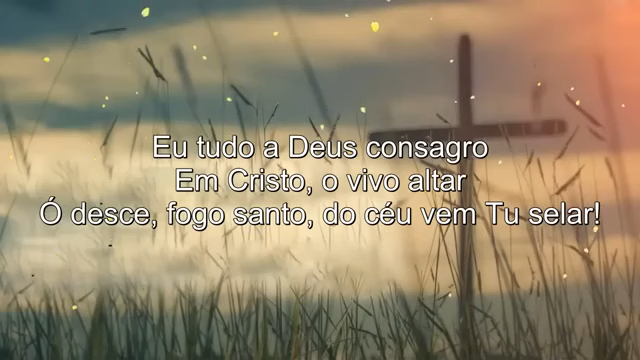 Eu tudo a Deus consagro
Em Cristo, o vivo altar
Ó desce, fogo santo, do céu vem Tu selar!